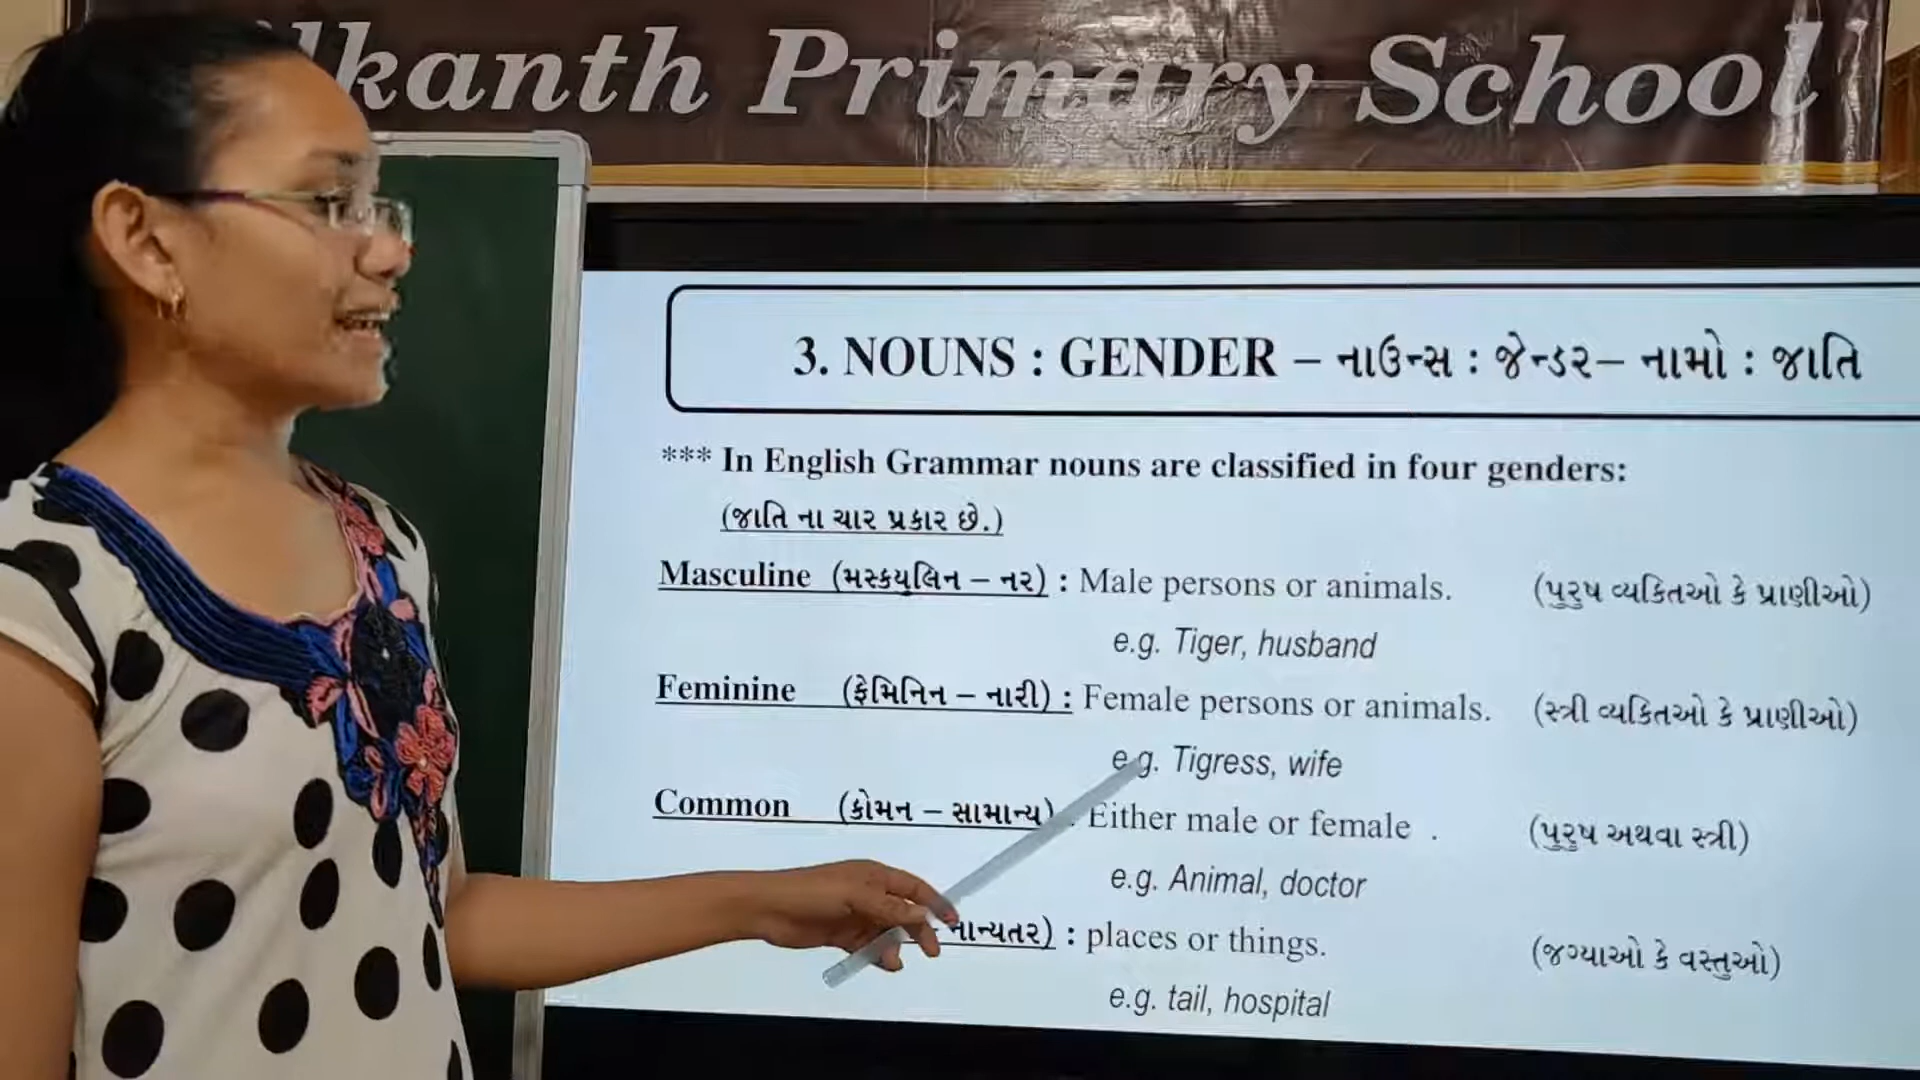 Primary School
3. NOUNS : GENDER – નાઉન્સ : જેન્ડર– નામો : જાતિ
*** In English Grammar nouns are classified in four genders:
(જાતિ ના ચાર પ્રકાર છે.)
Masculine (મસ્કયુલિન – નર) : Male persons or animals. (પુરુષ વ્યકિતઓ કે પ્રાણીઓ)
e.g. Tiger, husband
Feminine (ફેમિનિન – નારી) : Female persons or animals. (સ્ત્રી વ્યકિતઓ કે પ્રાણીઓ)
e.g. Tigress, wife
Common (કોમન – સામાન્ય) : Either male or female . (પુરુષ અથવા સ્ત્રી)
e.g. Animal, doctor
નાન્યતર) : places or things. (જગ્યાઓ કે વસ્તુઓ)
e.g. tail, hospital